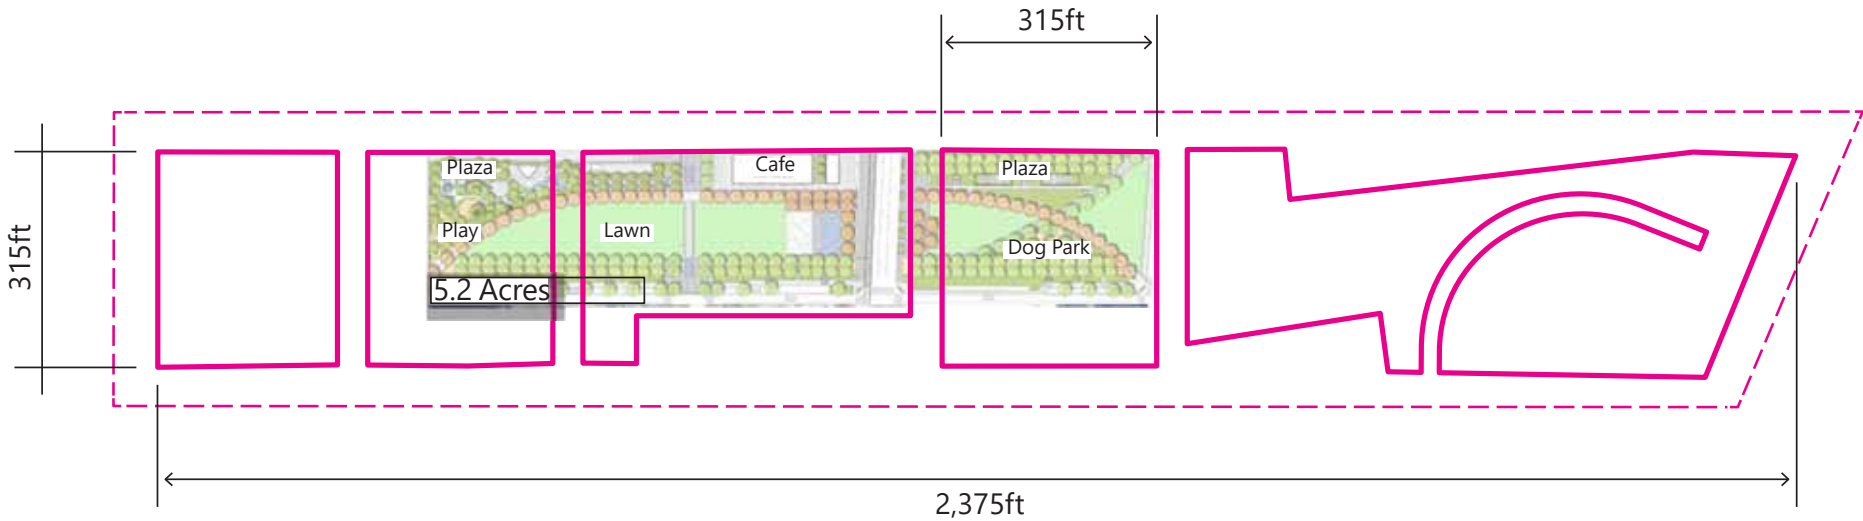 315ft
Plaza
Cafe
Plaza
Play
Lawn
Dog Park
315ft
5.2 Acres
2,375ft